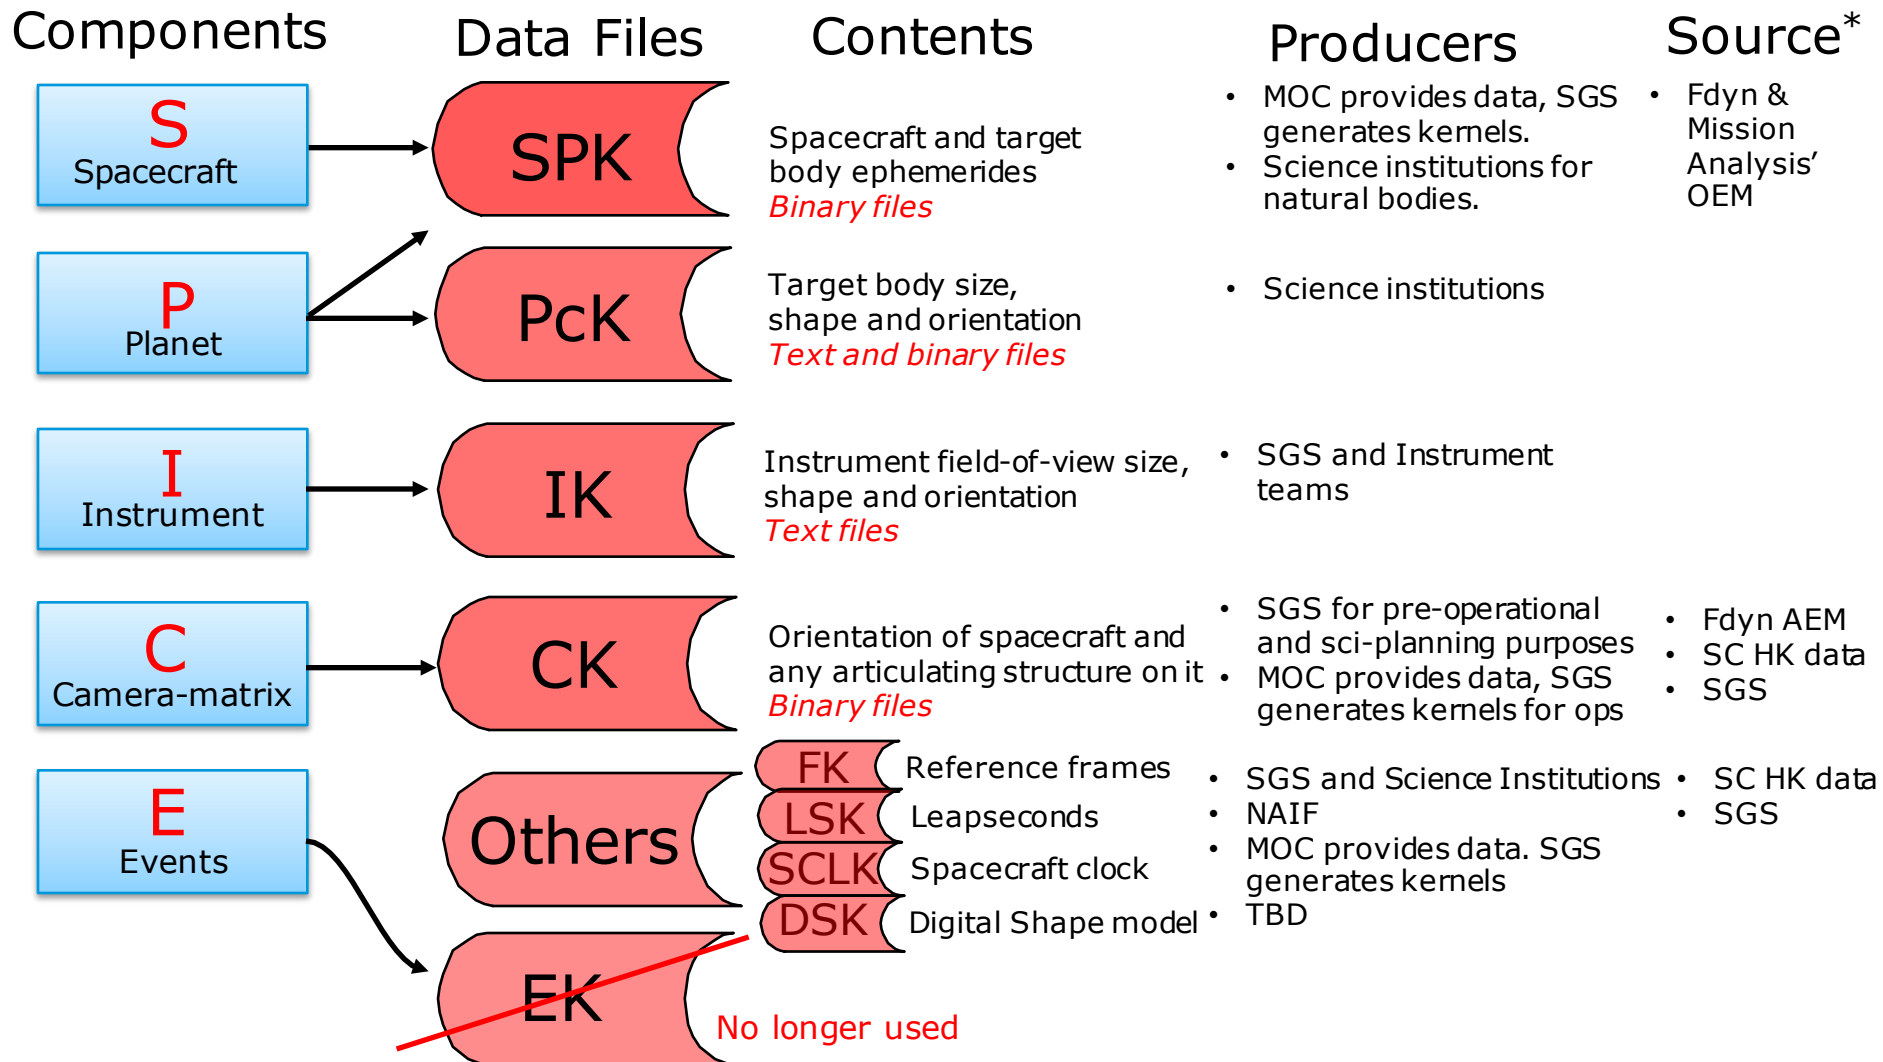 Components
Data Files
Contents
Producers
Source*
S
Spacecraft
SPK
Spacecraft and target
body ephemerides
Binary files
• MOC provides data, SGS
generates kernels.
• Science institutions for
natural bodies.
• Fdyn &
Mission
Analysis’
OEM
P
Planet
PcK
Target body size,
shape and orientation
Text and binary files
• Science institutions
I
Instrument
IK
Instrument field-of-view size,
shape and orientation
Text files
• SGS and Instrument
teams
C
Camera-matrix
CK
Orientation of spacecraft and
any articulating structure on it
Binary files
• SGS for pre-operational
and sci-planning purposes
• MOC provides data, SGS
generates kernels for ops
• Fdyn AEM
• SC HK data
• SGS
E
Events
Others
FK
Reference frames
LSK
Leapseconds
SCLK
Spacecraft clock
DSK
Digital Shape model
• SGS and Science Institutions
• NAIF
• MOC provides data. SGS
generates kernels
• TBD
• SC HK data
• SGS
EK
No longer used